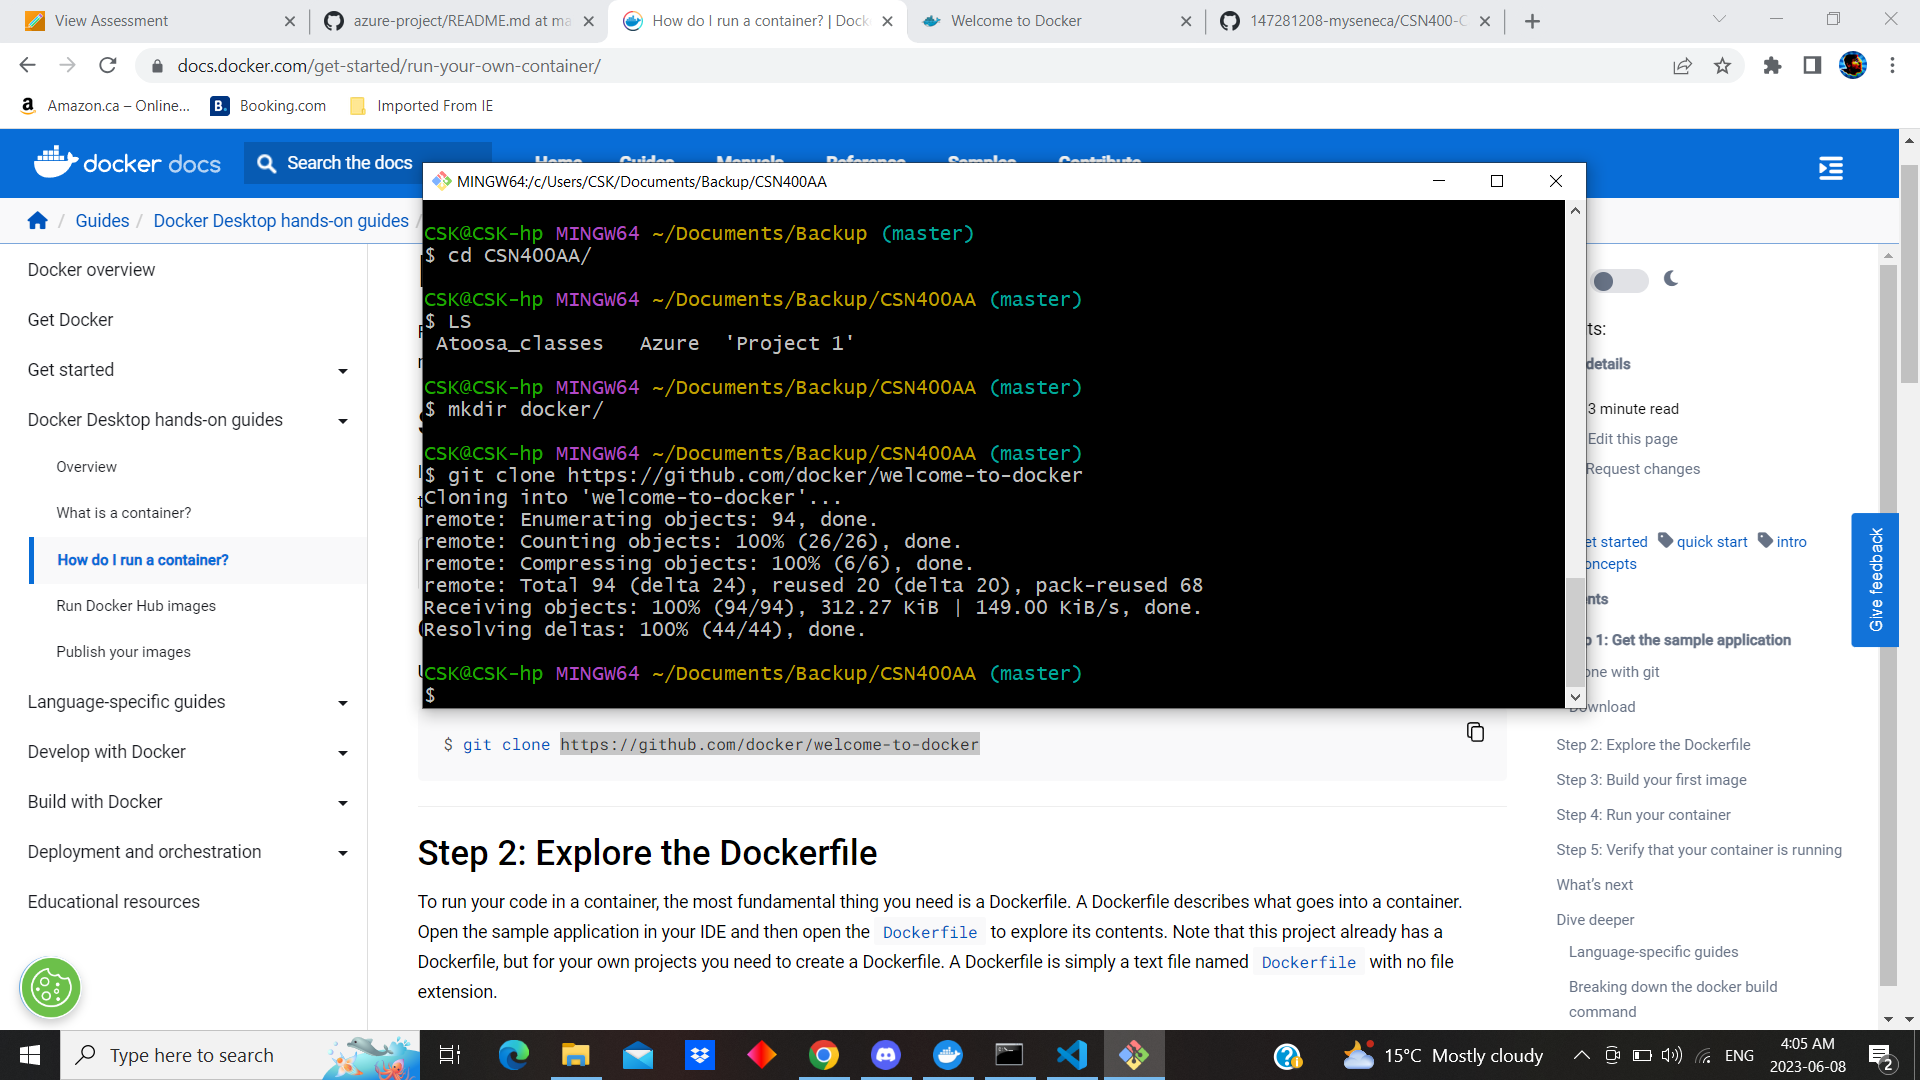 View Assessment
azure-project/README.md at ma
How do I run a container? | Dock
Welcome to Docker
147281208-myseneca/CSN400-C
docs.docker.com/get-started/run-your-own-container/
Amazon.ca – Online...
Booking.com
Imported From IE
docker docs
Search the docs
Home Guides Manuals Reference Samples Contribute
/ Guides / Docker Desktop hands-on guides /
Docker overview
Get Docker
Get started
Docker Desktop hands-on guides
Overview
What is a container?
How do I run a container?
Run Docker Hub images
Publish your images
Language-specific guides
Develop with Docker
Build with Docker
Deployment and orchestration
Educational resources
MINGW64:/c/Users/CSK/Documents/Backup/CSN400AA
CSK@CSK-hp MINGW64 ~/Documents/Backup (master)
$ cd CSN400AA/
CSK@CSK-hp MINGW64 ~/Documents/Backup/CSN400AA (master)
$ LS
Atoosa_classes Azure 'Project 1'
CSK@CSK-hp MINGW64 ~/Documents/Backup/CSN400AA (master)
$ mkdir docker/
CSK@CSK-hp MINGW64 ~/Documents/Backup/CSN400AA (master)
$ git clone https://github.com/docker/welcome-to-docker
Cloning into 'welcome-to-docker'...
remote: Enumerating objects: 94, done.
remote: Counting objects: 100% (26/26), done.
remote: Compressing objects: 100% (6/6), done.
remote: Total 94 (delta 24), reused 20 (delta 20), pack-reused 68
Receiving objects: 100% (94/94), 312.27 KiB | 149.00 KiB/s, done.
Resolving deltas: 100% (44/44), done.
CSK@CSK-hp MINGW64 ~/Documents/Backup/CSN400AA (master)
$
$ git clone https://github.com/docker/welcome-to-docker
Step 2: Explore the Dockerfile
To run your code in a container, the most fundamental thing you need is a Dockerfile. A Dockerfile describes what goes into a container.
Open the sample application in your IDE and then open the Dockerfile to explore its contents. Note that this project already has a
Dockerfile, but for your own projects you need to create a Dockerfile. A Dockerfile is simply a text file named Dockerfile with no file
extension.
ts:
details
3 minute read
Edit this page
Request changes
et started quick start intro
oncepts
nts
p 1: Get the sample application
one with git
Download
Step 2: Explore the Dockerfile
Step 3: Build your first image
Step 4: Run your container
Step 5: Verify that your container is running
What's next
Dive deeper
Language-specific guides
Breaking down the docker build
command
Give feedback
Type here to search
15°C Mostly cloudy
ENG
4:05 AM
2023-06-08
2